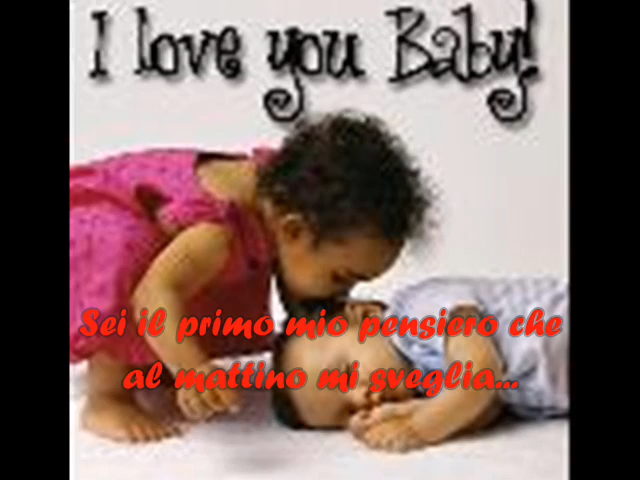 I love you Baby!
Sei il primo mio pensiero che
al mattino mi sveglia...